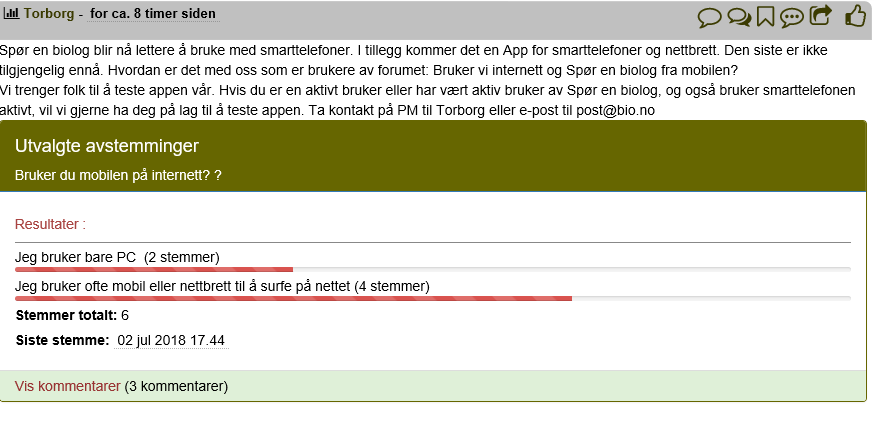 Torborg - for ca. 8 timer siden
Spør en biolog blir nå lettere å bruke med smarttelefoner. I tillegg kommer det en App for smarttelefoner og nettbrett. Den siste er ikke
tilgjengelig ennå. Hvordan er det med oss som er brukere av forumet: Bruker vi internett og Spør en biolog fra mobilen?
Vi trenger folk til å teste appen vår. Hvis du er en aktivt bruker eller har vært aktiv bruker av Spør en biolog, og også bruker smarttelefonen
aktivt, vil vi gjerne ha deg på lag til å teste appen. Ta kontakt på PM til Torborg eller e-post til post@bio.no
Utvalgte avstemminger
Bruker du mobilen på internett? ?
Resultater :
Jeg bruker bare PC (2 stemmer)
Jeg bruker ofte mobil eller nettbrett til å surfe på nettet (4 stemmer)
Stemmer totalt: 6
Siste stemme: 02 jul 2018 17.44
Vis kommentarer (3 kommentarer)